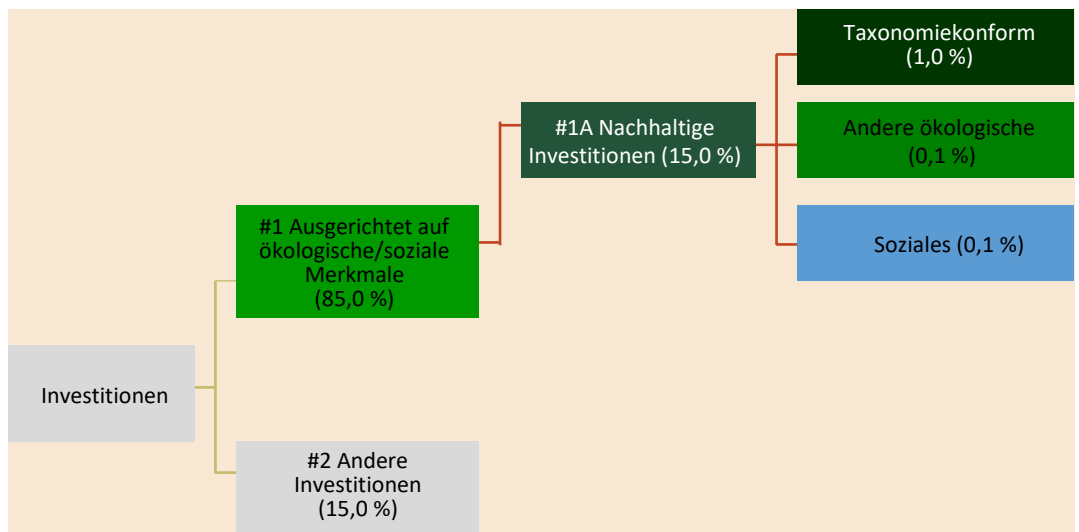 Taxonomiekonform
(1,0 %)
#1A Nachhaltige
Investitionen (15,0 %)
Andere ökologische
(0,1 %)
#1 Ausgerichtet auf
ökologische/soziale
Merkmale
(85,0 %)
Soziales (0,1 %)
Investitionen
#2 Andere
Investitionen
(15,0 %)